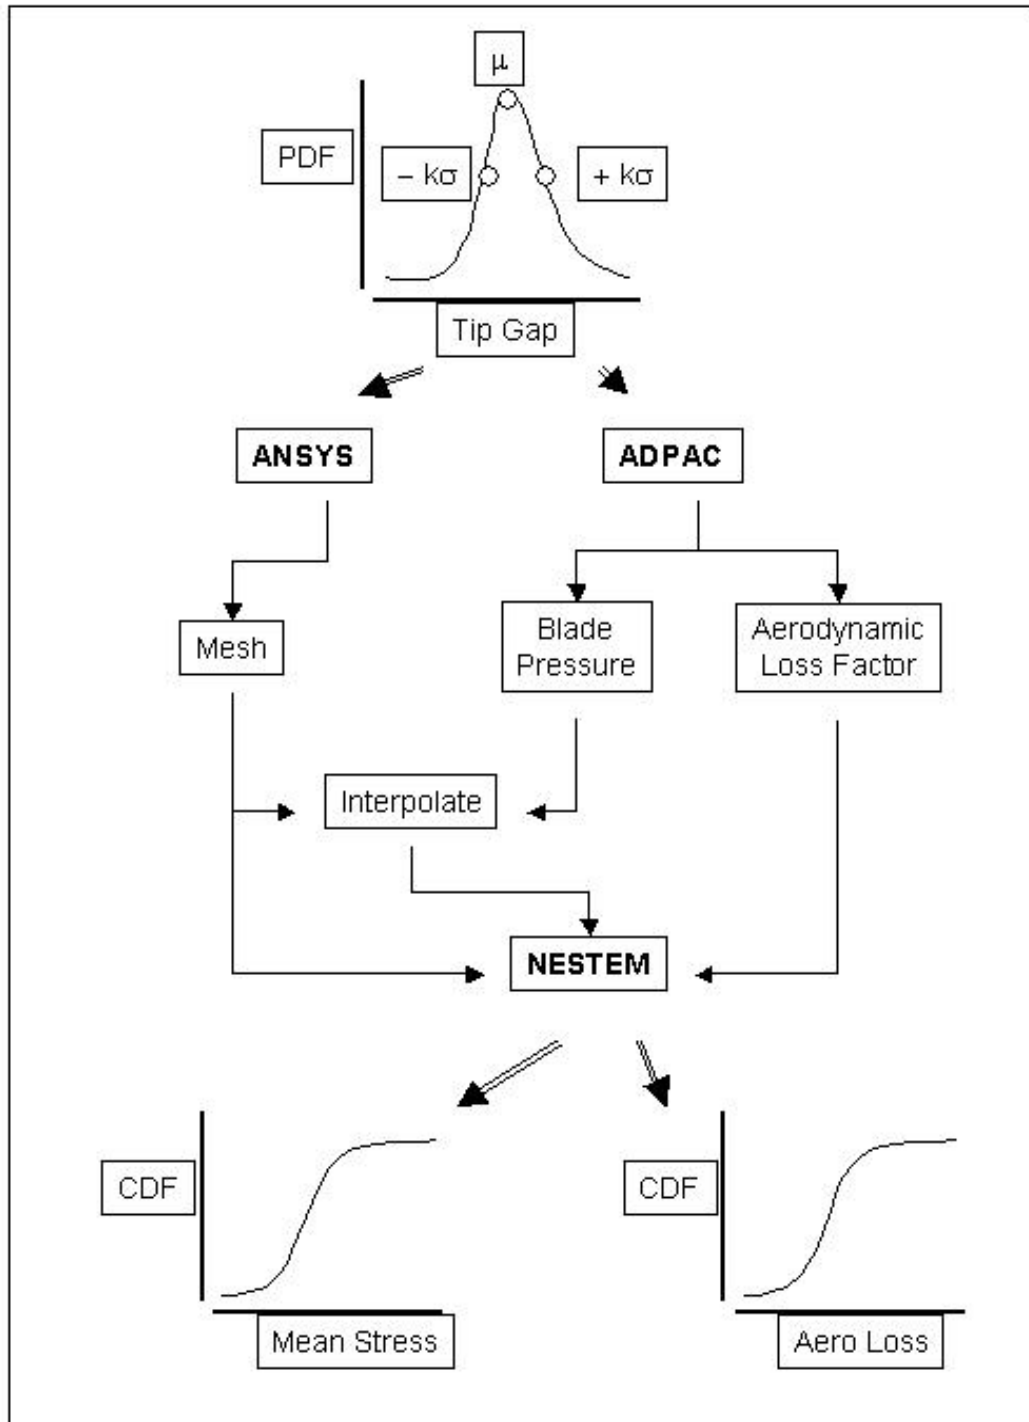 μ
PDF
– kσ
+ kσ
Tip Gap
ANSYS
ADPAC
Mesh
Blade
Pressure
Aerodynamic
Loss Factor
Interpolate
NESTEM
CDF
CDF
Mean Stress
Aero Loss